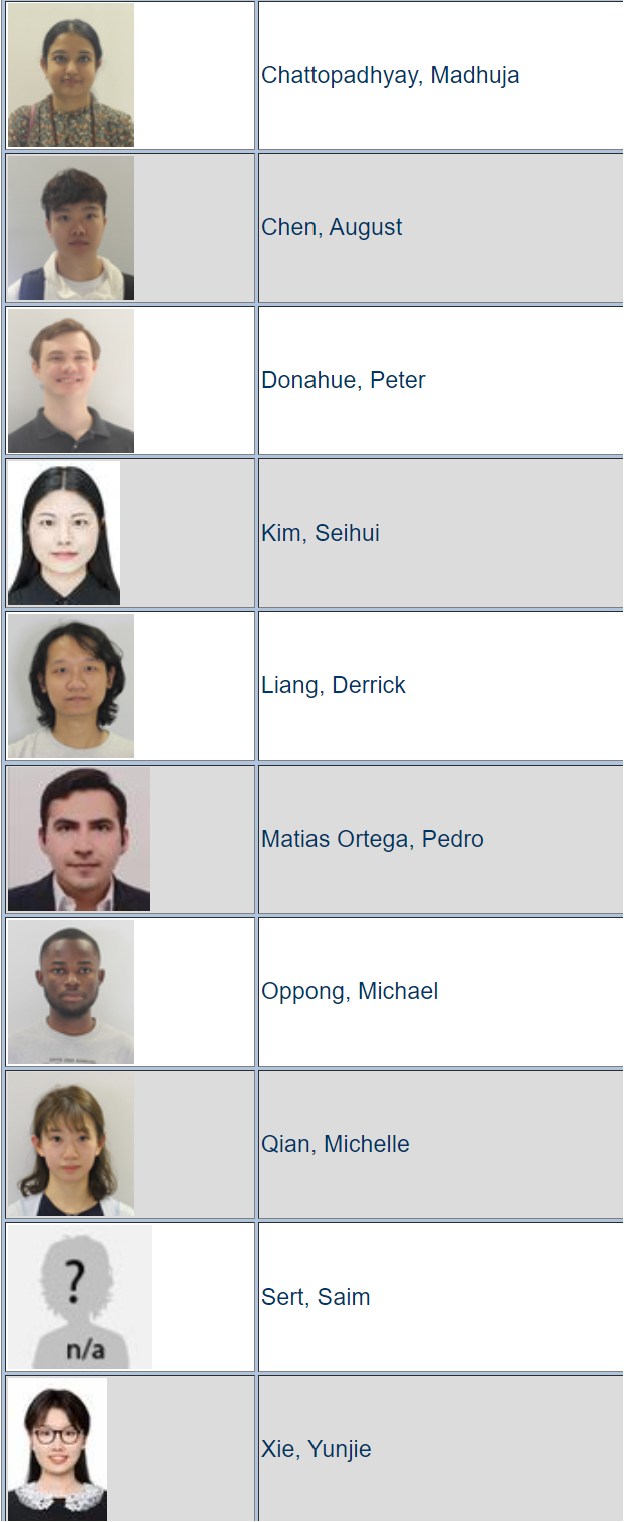 Chattopadhyay, Madhuja
Chen, August
Donahue, Peter
Kim, Seihui
Liang, Derrick
Matias Ortega, Pedro
Oppong, Michael
Qian, Michelle
?
n/a
Sert, Saim
Xie, Yunjie